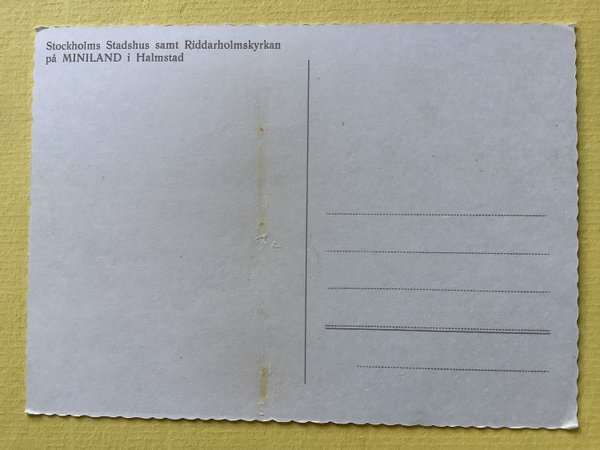 Stockholms Stadshus samt Riddarholmskyrkan
på MINILAND i Halmstad